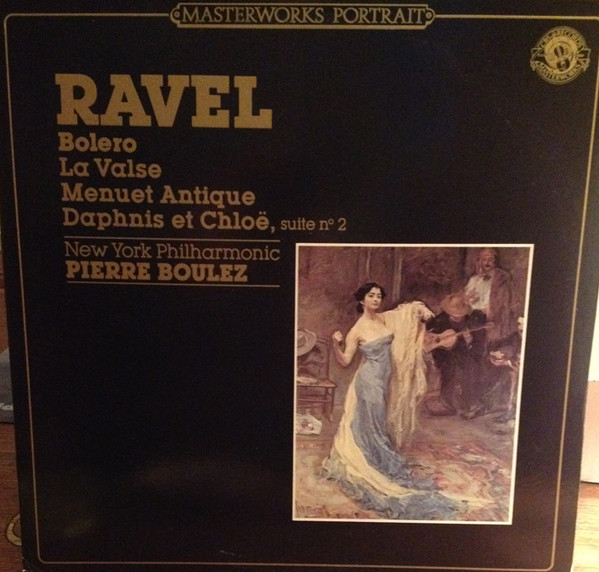 MASTERWORKS PORTRAIT
RAVEL
Bolero
La Valse
Menuet Antique
Daphnis et Chloë, suite nº 2
New York Philharmonic
PIERRE BOULEZ